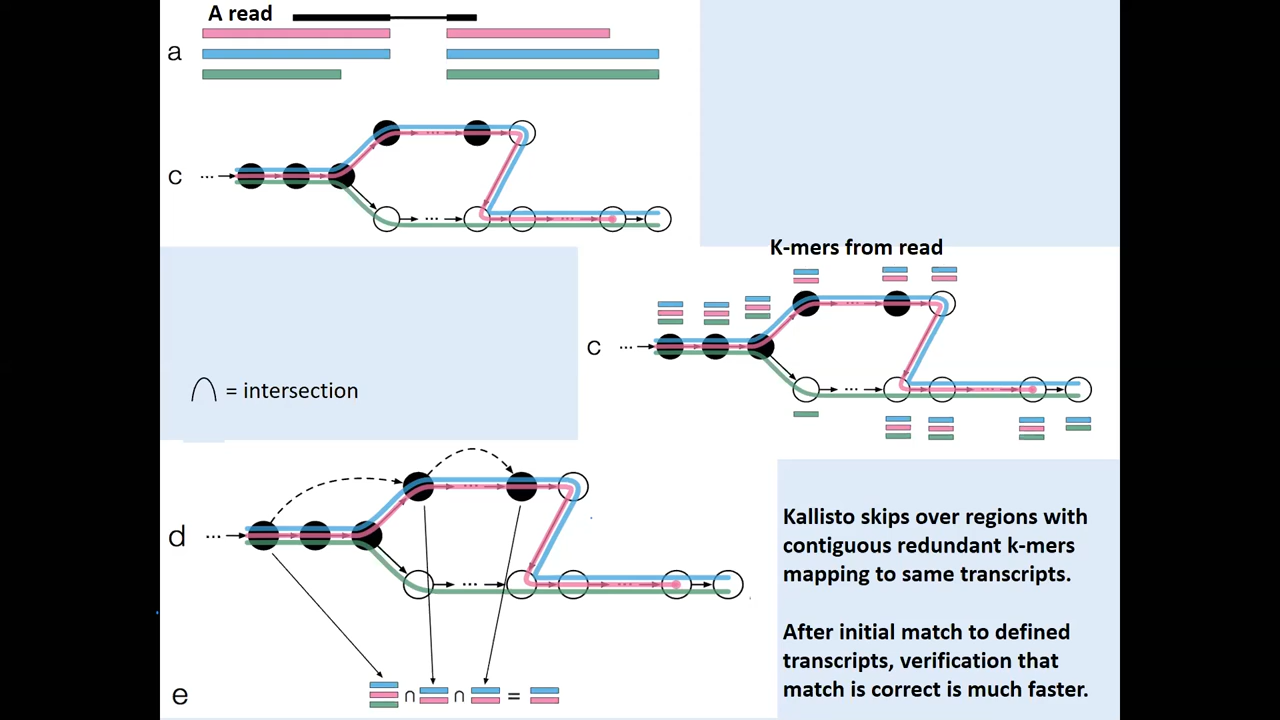 A read
a
c ...
...
...
...
K-mers from read
c ...
...
...
...
∩ = intersection
d ...
...
...
...
e ∩ ∩ =
Kallisto skips over regions with
contiguous redundant k-mers
mapping to same transcripts.
After initial match to defined
transcripts, verification that
match is correct is much faster.